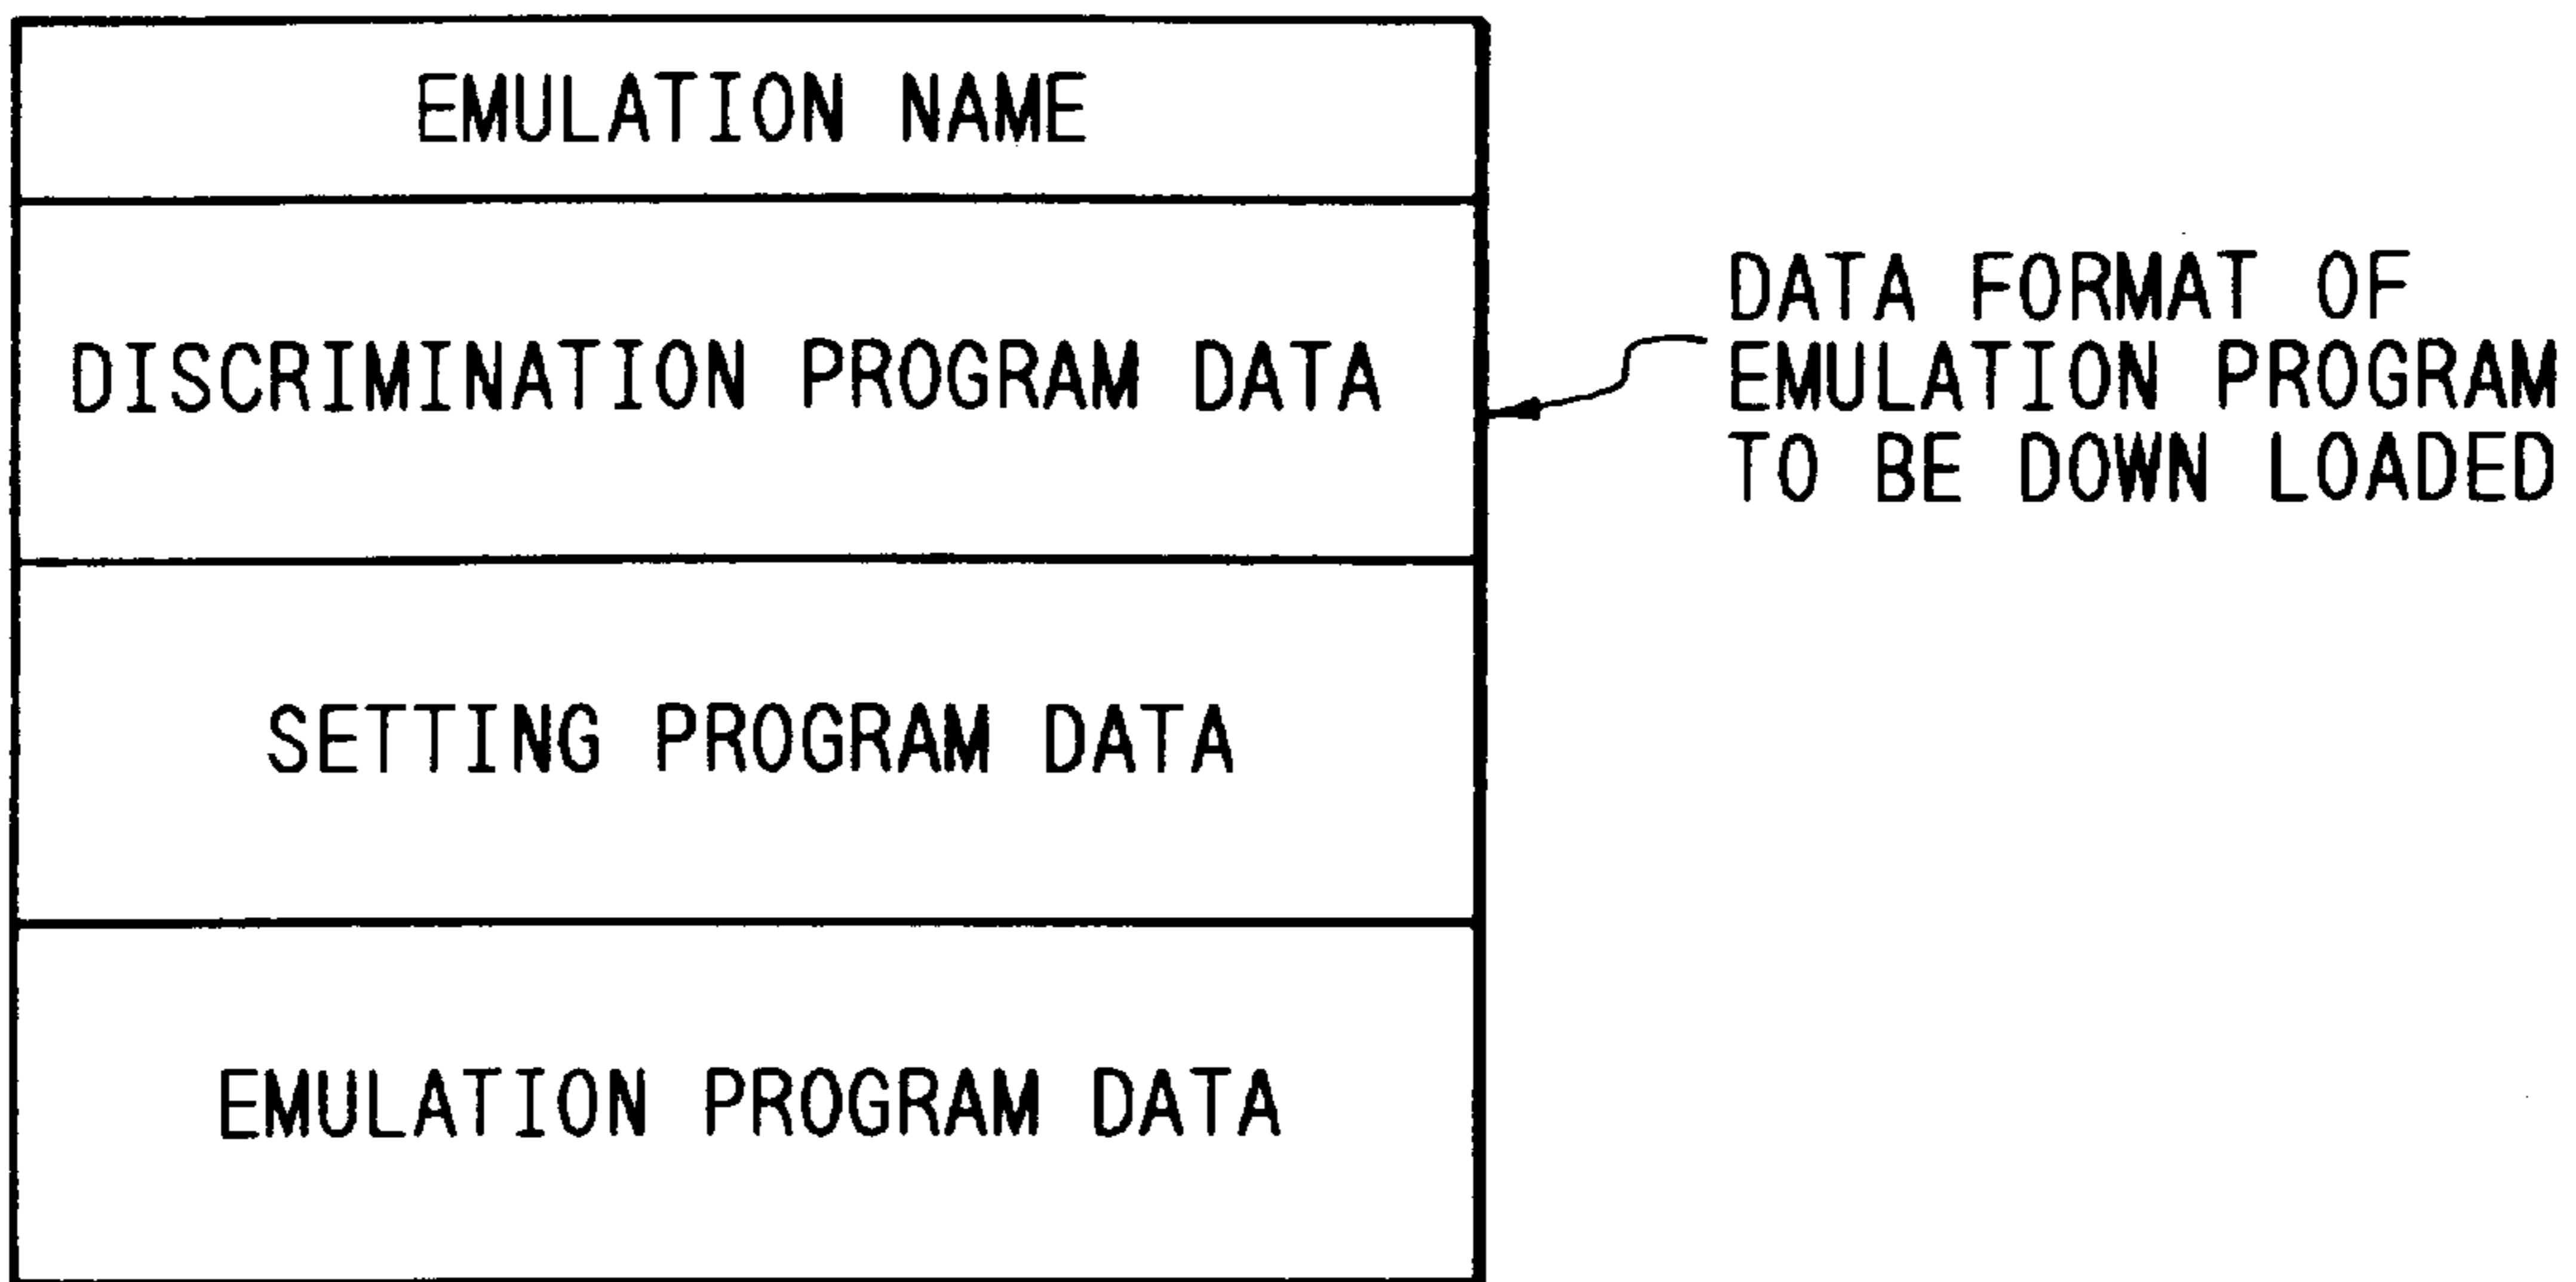 EMULATION NAME
DISCRIMINATION PROGRAM DATA
SETTING PROGRAM DATA
EMULATION PROGRAM DATA
DATA FORMAT OF
EMULATION PROGRAM
TO BE DOWN LOADED